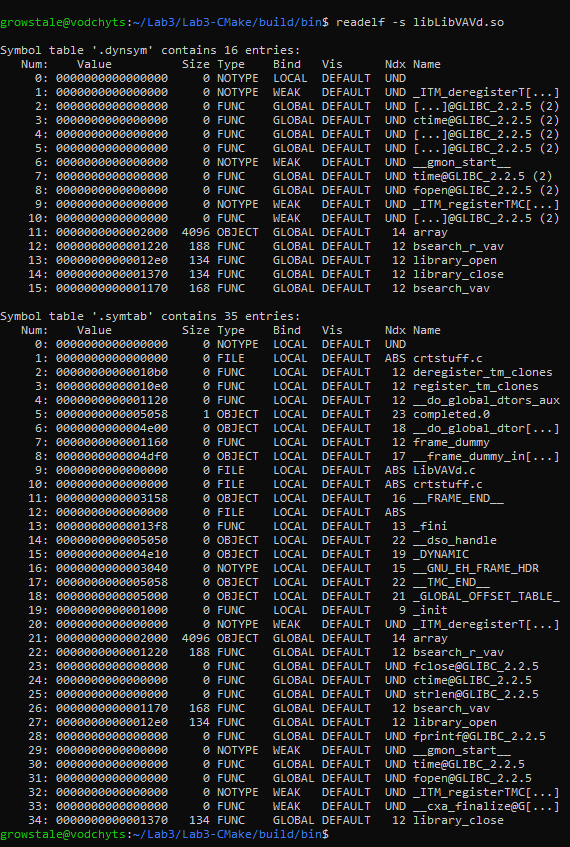 growstale@vodchyts:~/Lab3/Lab3-CMake/build/bin$ readelf -s libLibVAVd.so
Symbol table '.dynsym' contains 16 entries:
Num: Value Size Type Bind Vis Ndx Name
0: 0000000000000000 0 NOTYPE LOCAL DEFAULT UND
1: 0000000000000000 0 NOTYPE WEAK DEFAULT UND _ITM_deregisterT[...]
2: 0000000000000000 0 FUNC GLOBAL DEFAULT UND [...]@GLIBC_2.2.5 (2)
3: 0000000000000000 0 FUNC GLOBAL DEFAULT UND ctime@GLIBC_2.2.5 (2)
4: 0000000000000000 0 FUNC GLOBAL DEFAULT UND [...]@GLIBC_2.2.5 (2)
5: 0000000000000000 0 FUNC GLOBAL DEFAULT UND [...]@GLIBC_2.2.5 (2)
6: 0000000000000000 0 NOTYPE WEAK DEFAULT UND __gmon_start__
7: 0000000000000000 0 FUNC GLOBAL DEFAULT UND time@GLIBC_2.2.5 (2)
8: 0000000000000000 0 FUNC GLOBAL DEFAULT UND fopen@GLIBC_2.2.5 (2)
9: 0000000000000000 0 NOTYPE WEAK DEFAULT UND _ITM_registerTMC[...]
10: 0000000000000000 0 FUNC WEAK DEFAULT UND [...]@GLIBC_2.2.5 (2)
11: 0000000000002000 4096 OBJECT GLOBAL DEFAULT 14 array
12: 0000000000001220 188 FUNC GLOBAL DEFAULT 12 bsearch_r_vav
13: 00000000000012e0 134 FUNC GLOBAL DEFAULT 12 library_open
14: 0000000000001370 134 FUNC GLOBAL DEFAULT 12 library_close
15: 0000000000001170 168 FUNC GLOBAL DEFAULT 12 bsearch_vav
Symbol table '.symtab' contains 35 entries:
Num: Value Size Type Bind Vis Ndx Name
0: 0000000000000000 0 NOTYPE LOCAL DEFAULT UND
1: 0000000000000000 0 FILE LOCAL DEFAULT ABS crtstuff.c
2: 00000000000010b0 0 FUNC LOCAL DEFAULT 12 deregister_tm_clones
3: 00000000000010e0 0 FUNC LOCAL DEFAULT 12 register_tm_clones
4: 0000000000001120 0 FUNC LOCAL DEFAULT 12 __do_global_dtors_aux
5: 0000000000005058 1 OBJECT LOCAL DEFAULT 23 completed.0
6: 0000000000004e00 0 OBJECT LOCAL DEFAULT 18 __do_global_dtor[...]
7: 0000000000001160 0 FUNC LOCAL DEFAULT 12 frame_dummy
8: 0000000000004df0 0 OBJECT LOCAL DEFAULT 17 __frame_dummy_in[...]
9: 0000000000000000 0 FILE LOCAL DEFAULT ABS LibVAVd.c
10: 0000000000000000 0 FILE LOCAL DEFAULT ABS crtstuff.c
11: 0000000000003158 0 OBJECT LOCAL DEFAULT 16 __FRAME_END__
12: 0000000000000000 0 FILE LOCAL DEFAULT ABS
13: 00000000000013f8 0 FUNC LOCAL DEFAULT 13 _fini
14: 0000000000005050 0 OBJECT LOCAL DEFAULT 22 __dso_handle
15: 0000000000004e10 0 OBJECT LOCAL DEFAULT 19 _DYNAMIC
16: 0000000000003040 0 NOTYPE LOCAL DEFAULT 15 __GNU_EH_FRAME_HDR
17: 0000000000005058 0 OBJECT LOCAL DEFAULT 22 __TMC_END__
18: 0000000000005000 0 OBJECT LOCAL DEFAULT 21 _GLOBAL_OFFSET_TABLE_
19: 0000000000001000 0 FUNC LOCAL DEFAULT 9 _init
20: 0000000000000000 0 NOTYPE WEAK DEFAULT UND _ITM_deregisterT[...]
21: 0000000000002000 4096 OBJECT GLOBAL DEFAULT 14 array
22: 0000000000001220 188 FUNC GLOBAL DEFAULT 12 bsearch_r_vav
23: 0000000000000000 0 FUNC GLOBAL DEFAULT UND fclose@GLIBC_2.2.5
24: 0000000000000000 0 FUNC GLOBAL DEFAULT UND ctime@GLIBC_2.2.5
25: 0000000000000000 0 FUNC GLOBAL DEFAULT UND strlen@GLIBC_2.2.5
26: 0000000000001170 168 FUNC GLOBAL DEFAULT 12 bsearch_vav
27: 00000000000012e0 134 FUNC GLOBAL DEFAULT 12 library_open
28: 0000000000000000 0 FUNC GLOBAL DEFAULT UND fprintf@GLIBC_2.2.5
29: 0000000000000000 0 NOTYPE WEAK DEFAULT UND __gmon_start__
30: 0000000000000000 0 FUNC GLOBAL DEFAULT UND time@GLIBC_2.2.5
31: 0000000000000000 0 FUNC GLOBAL DEFAULT UND fopen@GLIBC_2.2.5
32: 0000000000000000 0 NOTYPE WEAK DEFAULT UND _ITM_registerTMC[...]
33: 0000000000000000 0 FUNC WEAK DEFAULT UND __cxa_finalize@G[...]
34: 0000000000001370 134 FUNC GLOBAL DEFAULT 12 library_close
growstale@vodchyts:~/Lab3/Lab3-CMake/build/bin$